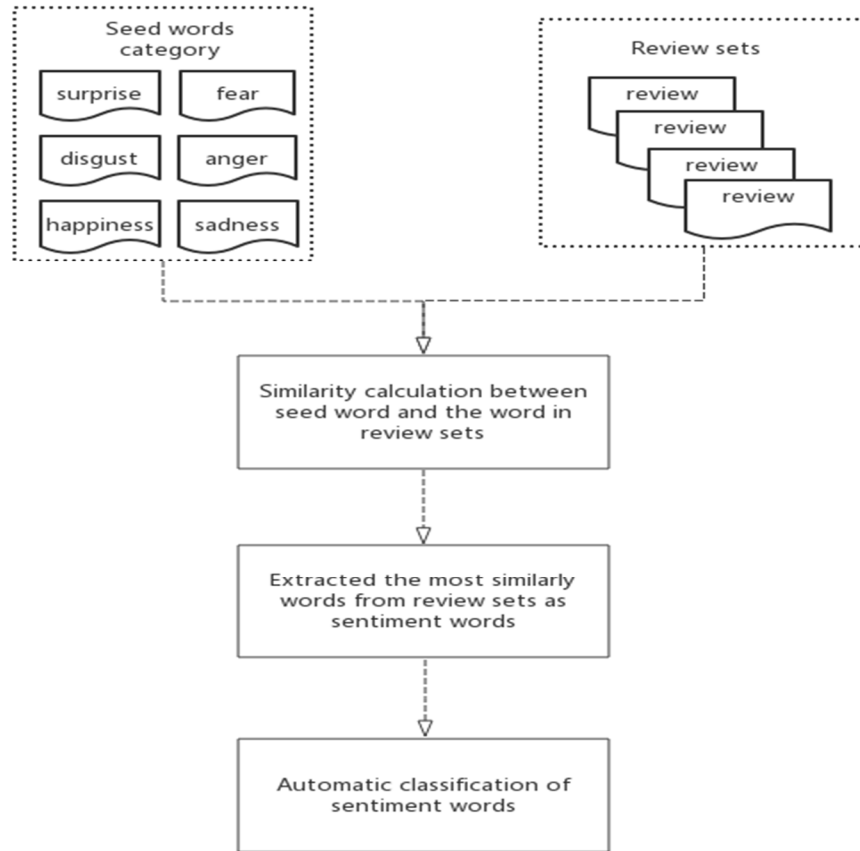 Seed words
category
surprise
fear
disgust
anger
happiness
sadness
Review sets
review
review
review
review
Similarity calculation between
seed word and the word in
review sets
Extracted the most similarly
words from review sets as
sentiment words
Automatic classification of
sentiment words